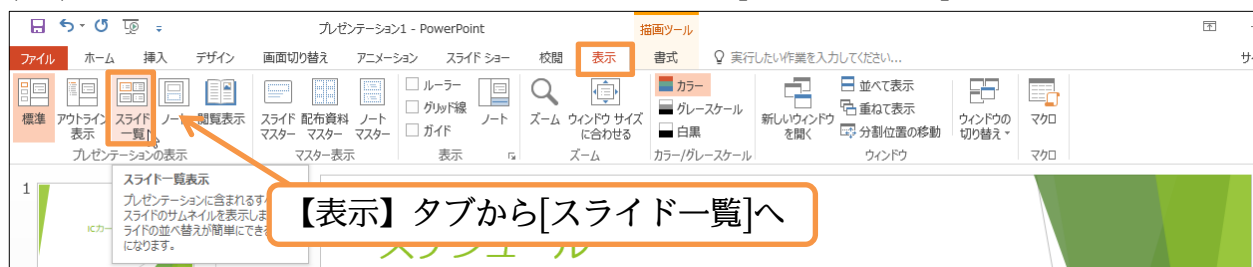 プレゼンテーション1 - PowerPoint
描画ツール
ファイル ホーム 挿入 デザイン 画面切り替え アニメーション スライド ショー 校閲 表示 書式 実行したい作業を入力してください...
標準
アウトライン
表示
スライド
一覧
ノート
閲覧表示
プレゼンテーションの表示
スライド
マスター
配布資料
マスター
ノート
マスター
マスター表示
ルーラー
グリッド線
ガイド
ノート
表示
ズーム
ウィンドウ サイズ
に合わせる
ズーム
カラー
グレースケール
白黒
カラー/グレースケール
新しいウィンドウ
を開く
並べて表示
重ねて表示
分割位置の移動
ウィンドウの
切り替え
ウィンドウ
マクロ
マクロ
1
スライド一覧表示
プレゼンテーションに含まれる
スライドのサムネイルを表示しま
ライドの並べ替えが簡単にでき
になります。
ICカー
【表示】タブから[スライド一覧]へ
スケジュール